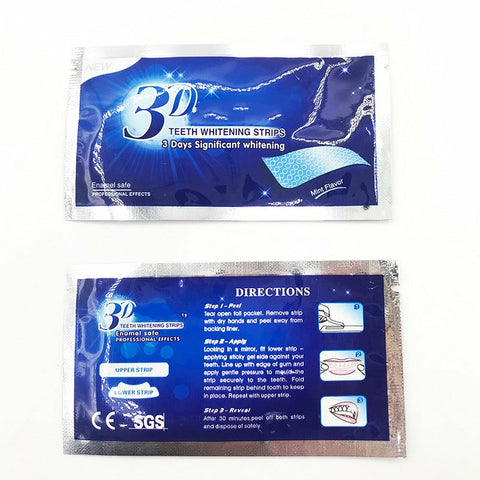 NEW
3D
TEETH WHITENING STRIPS
3 Days Significant whitening
Enamel safe
PROFESSIONAL EFFECTS
Mint Flavor
3D
TEETH WHITENING STRIPS
Enamel safe
PROFESSIONAL EFFECTS
UPPER STRIP
LOWER STRIP
CE SGS
DIRECTIONS
Step 1 - Peel
Tear open foil packet. Remove strip
with dry hands and peel away from
backing liner.
Step 2 - Apply
Looking in a mirror, fit lower strip -
applying sticky gel side against your
teeth. Line up with edge of gum and
apply gentle pressure to mould the
strip securely to the teeth. Fold
remaining strip behind tooth to keep
in place. Repeat with upper strip.
Step 3 - Reveal
After 30 minutes,peel off both strips
and dispose of safely.
1
2
3